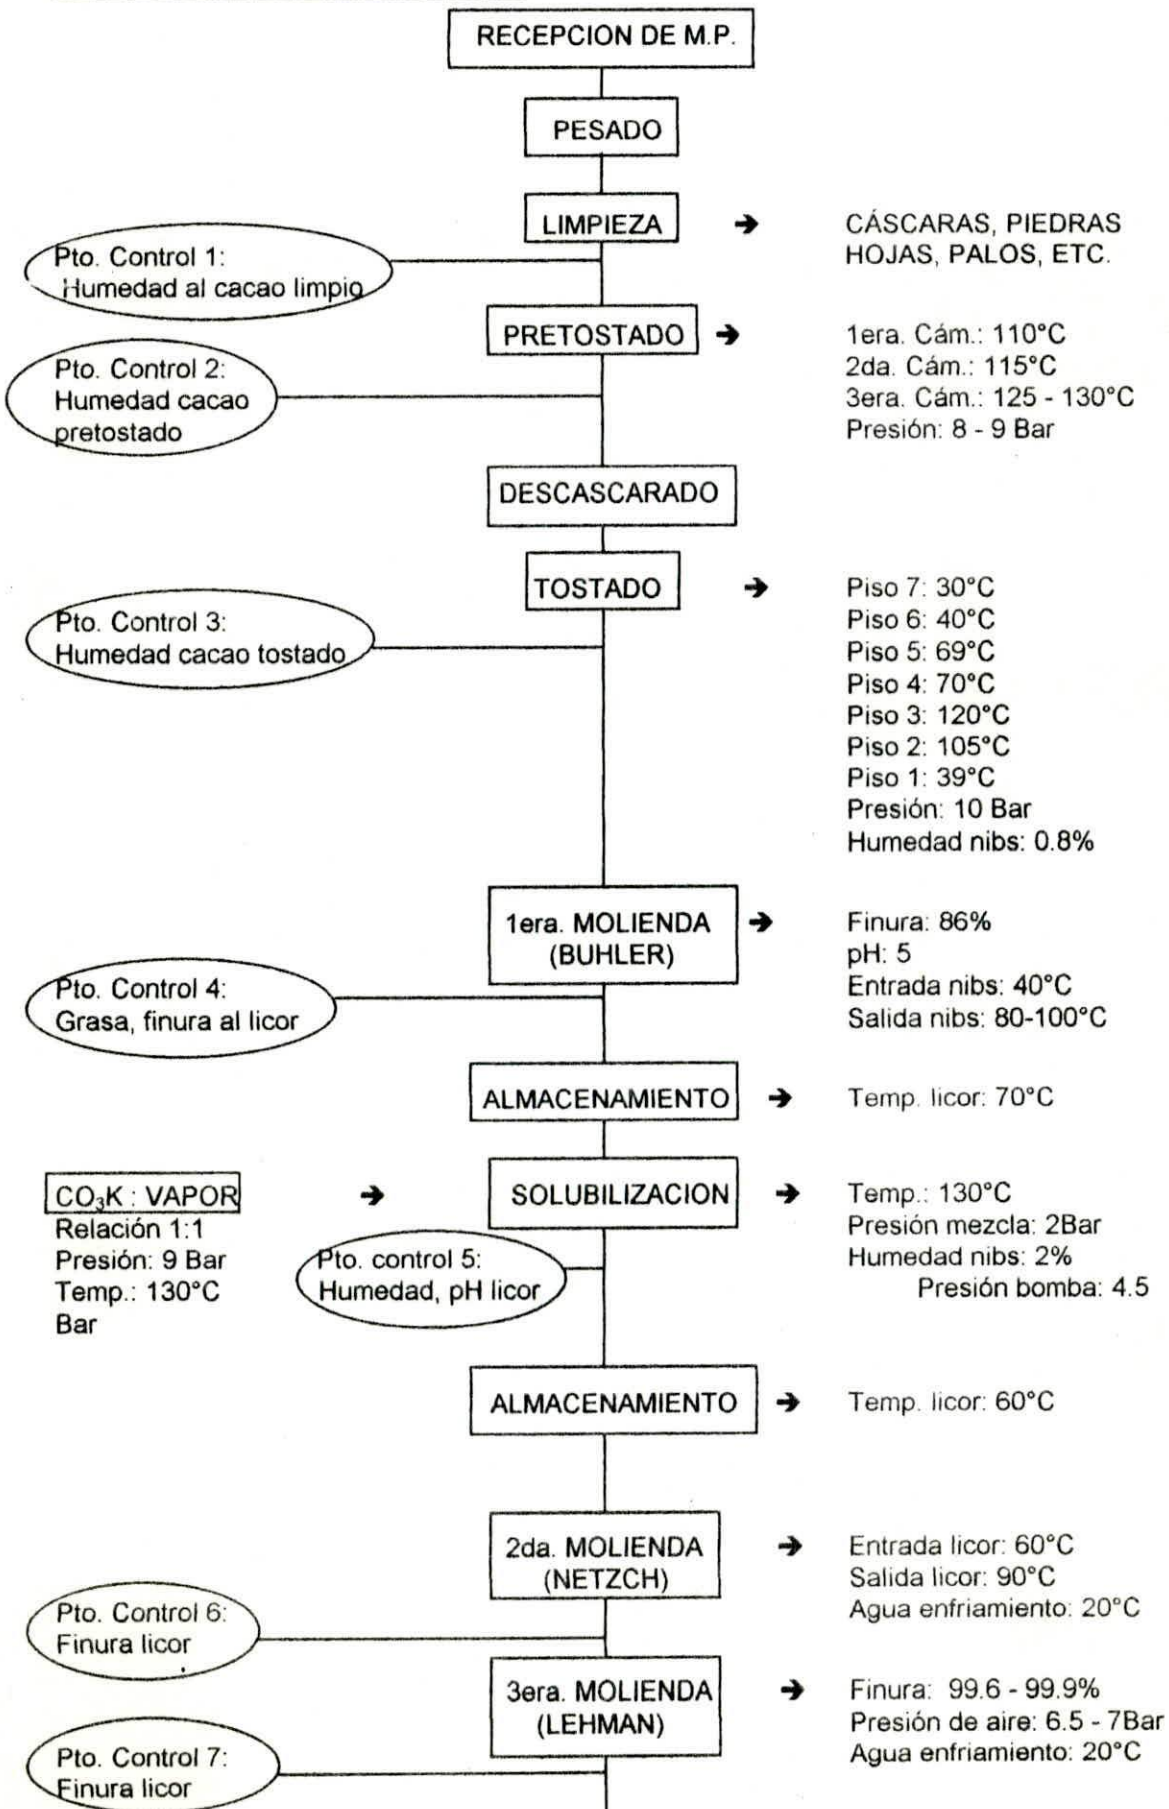 RECEPCION DE M.P.
PESADO
LIMPIEZA ➔ CÁSCARAS, PIEDRAS
HOJAS, PALOS, ETC.
Pto. Control 1:
Humedad al cacao limpio
PRETOSTADO ➔ 1era. Cám.: 110°C
2da. Cám.: 115°C
3era. Cám.: 125 - 130°C
Presión: 8 - 9 Bar
Pto. Control 2:
Humedad cacao
pretostado
DESCASCARADO
TOSTADO ➔ Piso 7: 30°C
Piso 6: 40°C
Piso 5: 69°C
Piso 4: 70°C
Piso 3: 120°C
Piso 2: 105°C
Piso 1: 39°C
Presión: 10 Bar
Humedad nibs: 0.8%
Pto. Control 3:
Humedad cacao tostado
1era. MOLIENDA
(BUHLER)
➔ Finura: 86%
pH: 5
Entrada nibs: 40°C
Salida nibs: 80-100°C
Pto. Control 4:
Grasa, finura al licor
ALMACENAMIENTO ➔ Temp. licor: 70°C
CO₃K : VAPOR ➔
Relación 1:1
Presión: 9 Bar
Temp.: 130°C
Bar
SOLUBILIZACION ➔ Temp.: 130°C
Presión mezcla: 2Bar
Humedad nibs: 2%
Presión bomba: 4.5
Pto. control 5:
Humedad, pH licor
ALMACENAMIENTO ➔ Temp. licor: 60°C
2da. MOLIENDA
(NETZCH)
➔ Entrada licor: 60°C
Salida licor: 90°C
Agua enfriamiento: 20°C
Pto. Control 6:
Finura licor
3era. MOLIENDA
(LEHMAN)
➔ Finura: 99.6 - 99.9%
Presión de aire: 6.5 - 7Bar
Agua enfriamiento: 20°C
Pto. Control 7:
Finura licor